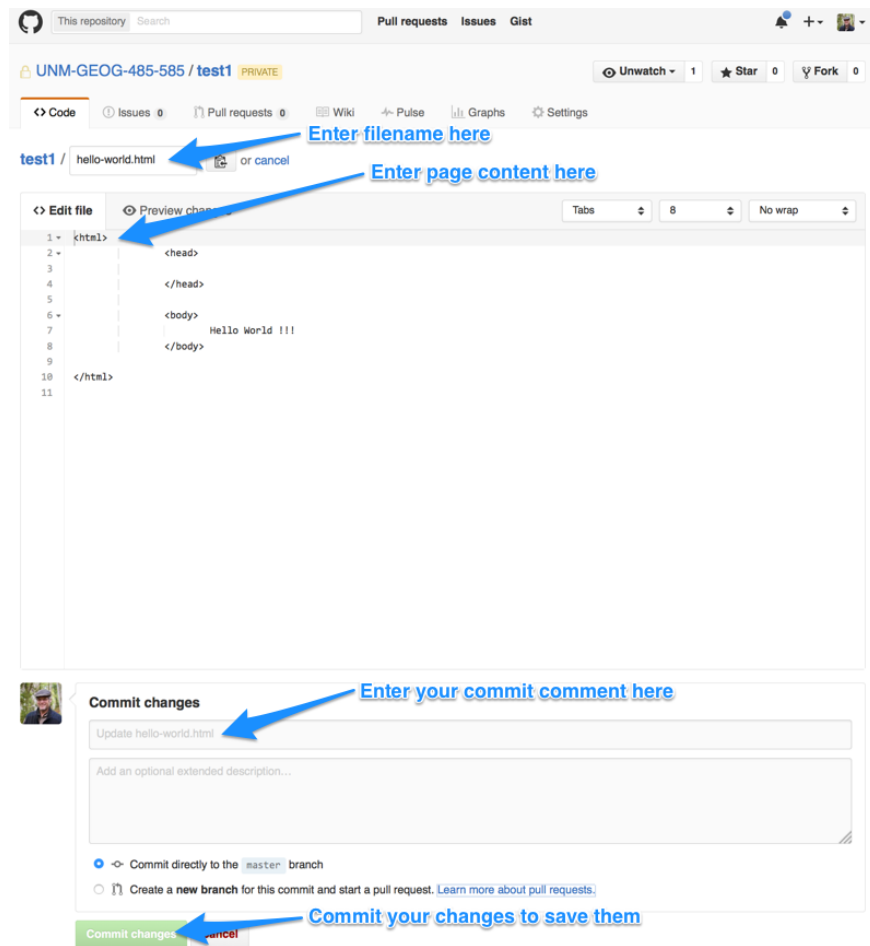 This repository Search Pull requests Issues Gist
UNM-GEOG-485-585 / test1 PRIVATE Unwatch 1 Star 0 Fork 0
Code Issues 0 Pull requests 0 Wiki Pulse Graphs Settings
Enter filename here
test1 / hello-world.html or cancel
Enter page content here
Edit file Preview changes Tabs 8 No wrap
1 <html>
2 <head>
3
4 </head>
5
6 <body>
7 Hello World !!!
8 </body>
9
10 </html>
11
Enter your commit comment here
Commit changes
Update hello-world.html
Add an optional extended description…
Commit directly to the master branch
Create a new branch for this commit and start a pull request. Learn more about pull requests.
Commit your changes to save them
Commit changes Cancel